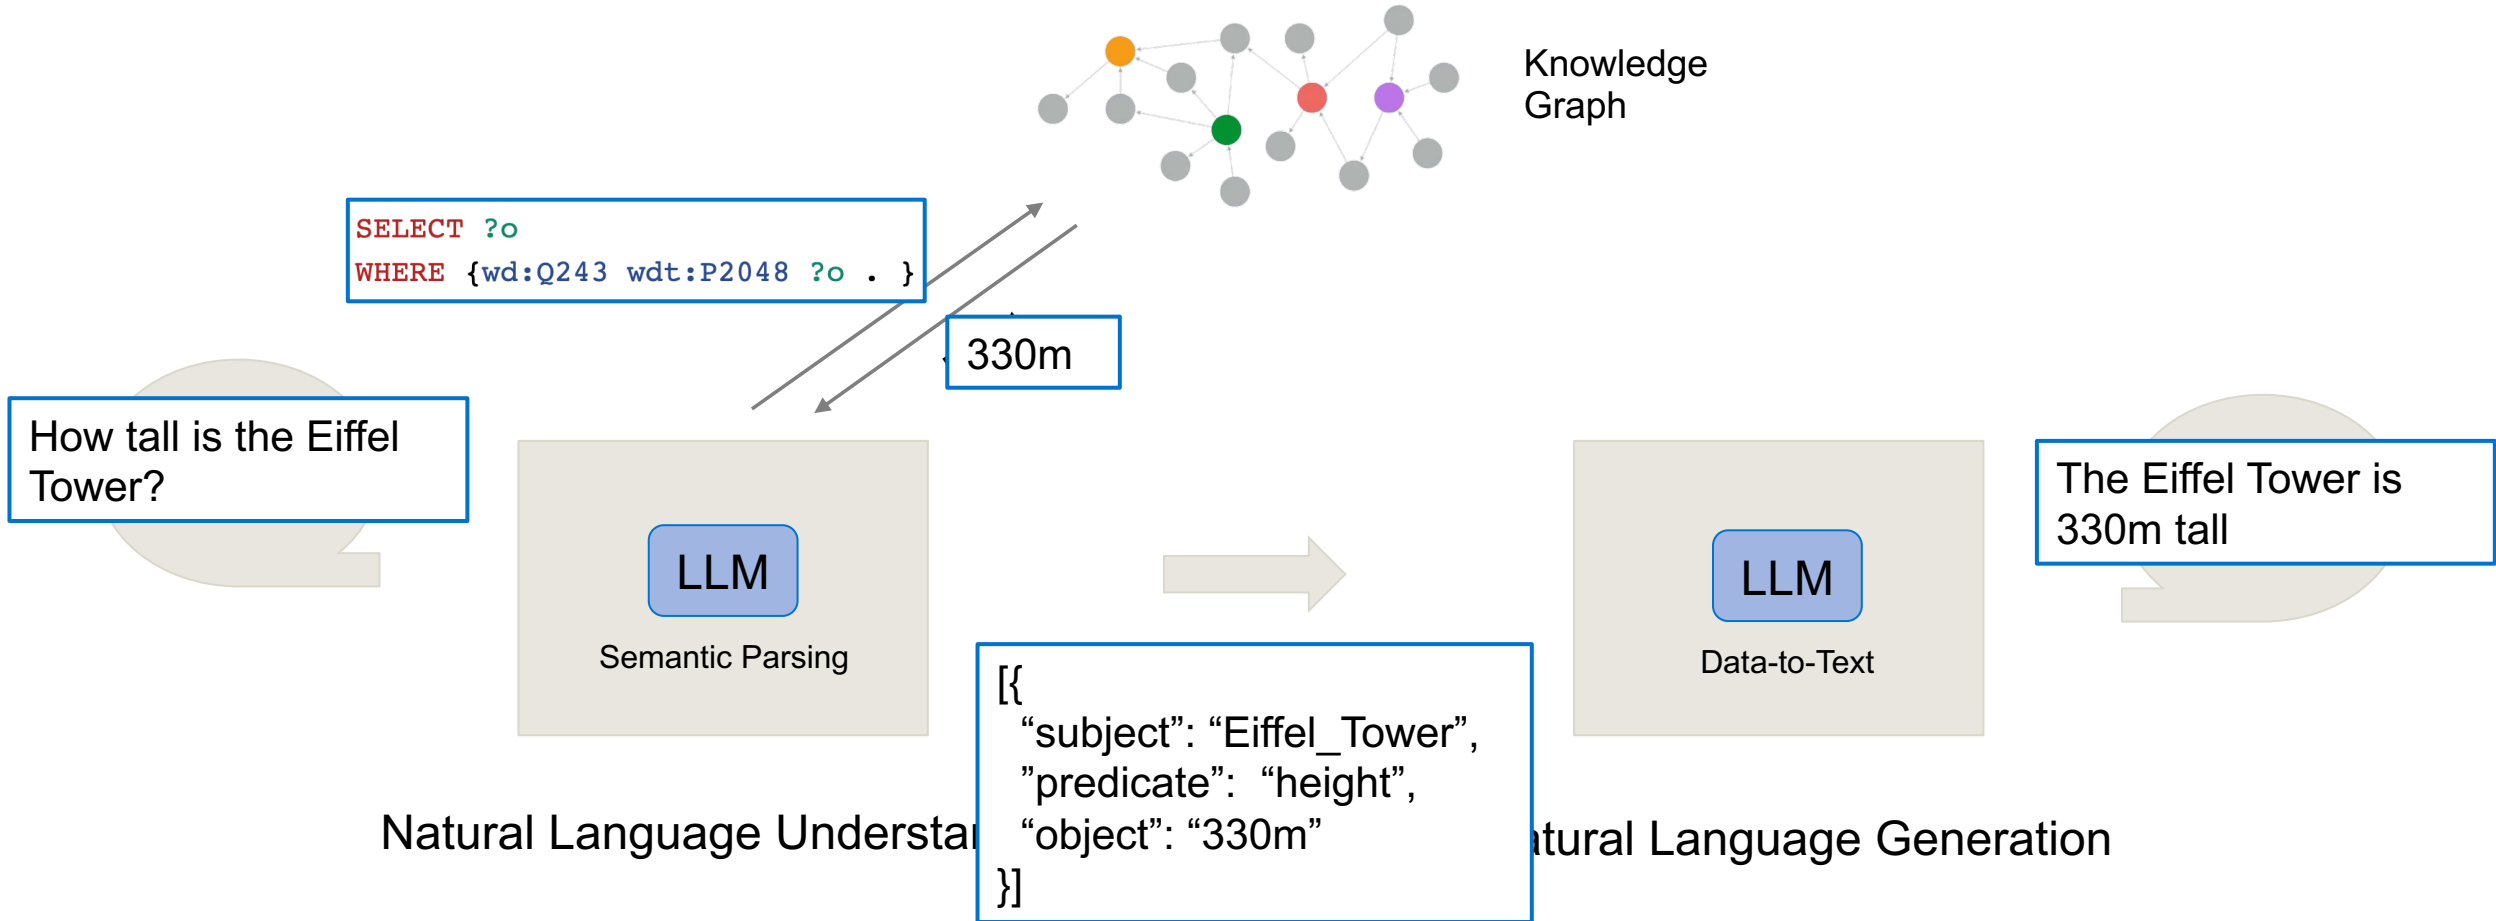 Knowledge
Graph
SELECT ?o
WHERE {wd:Q243 wdt:P2048 ?o . }
330m
How tall is the Eiffel
Tower?
LLM
Semantic Parsing
[{
“subject”: “Eiffel_Tower”,
”predicate”: “height”,
“object”: “330m”
}]
LLM
Data-to-Text
The Eiffel Tower is
330m tall
Natural Language
Language Generation